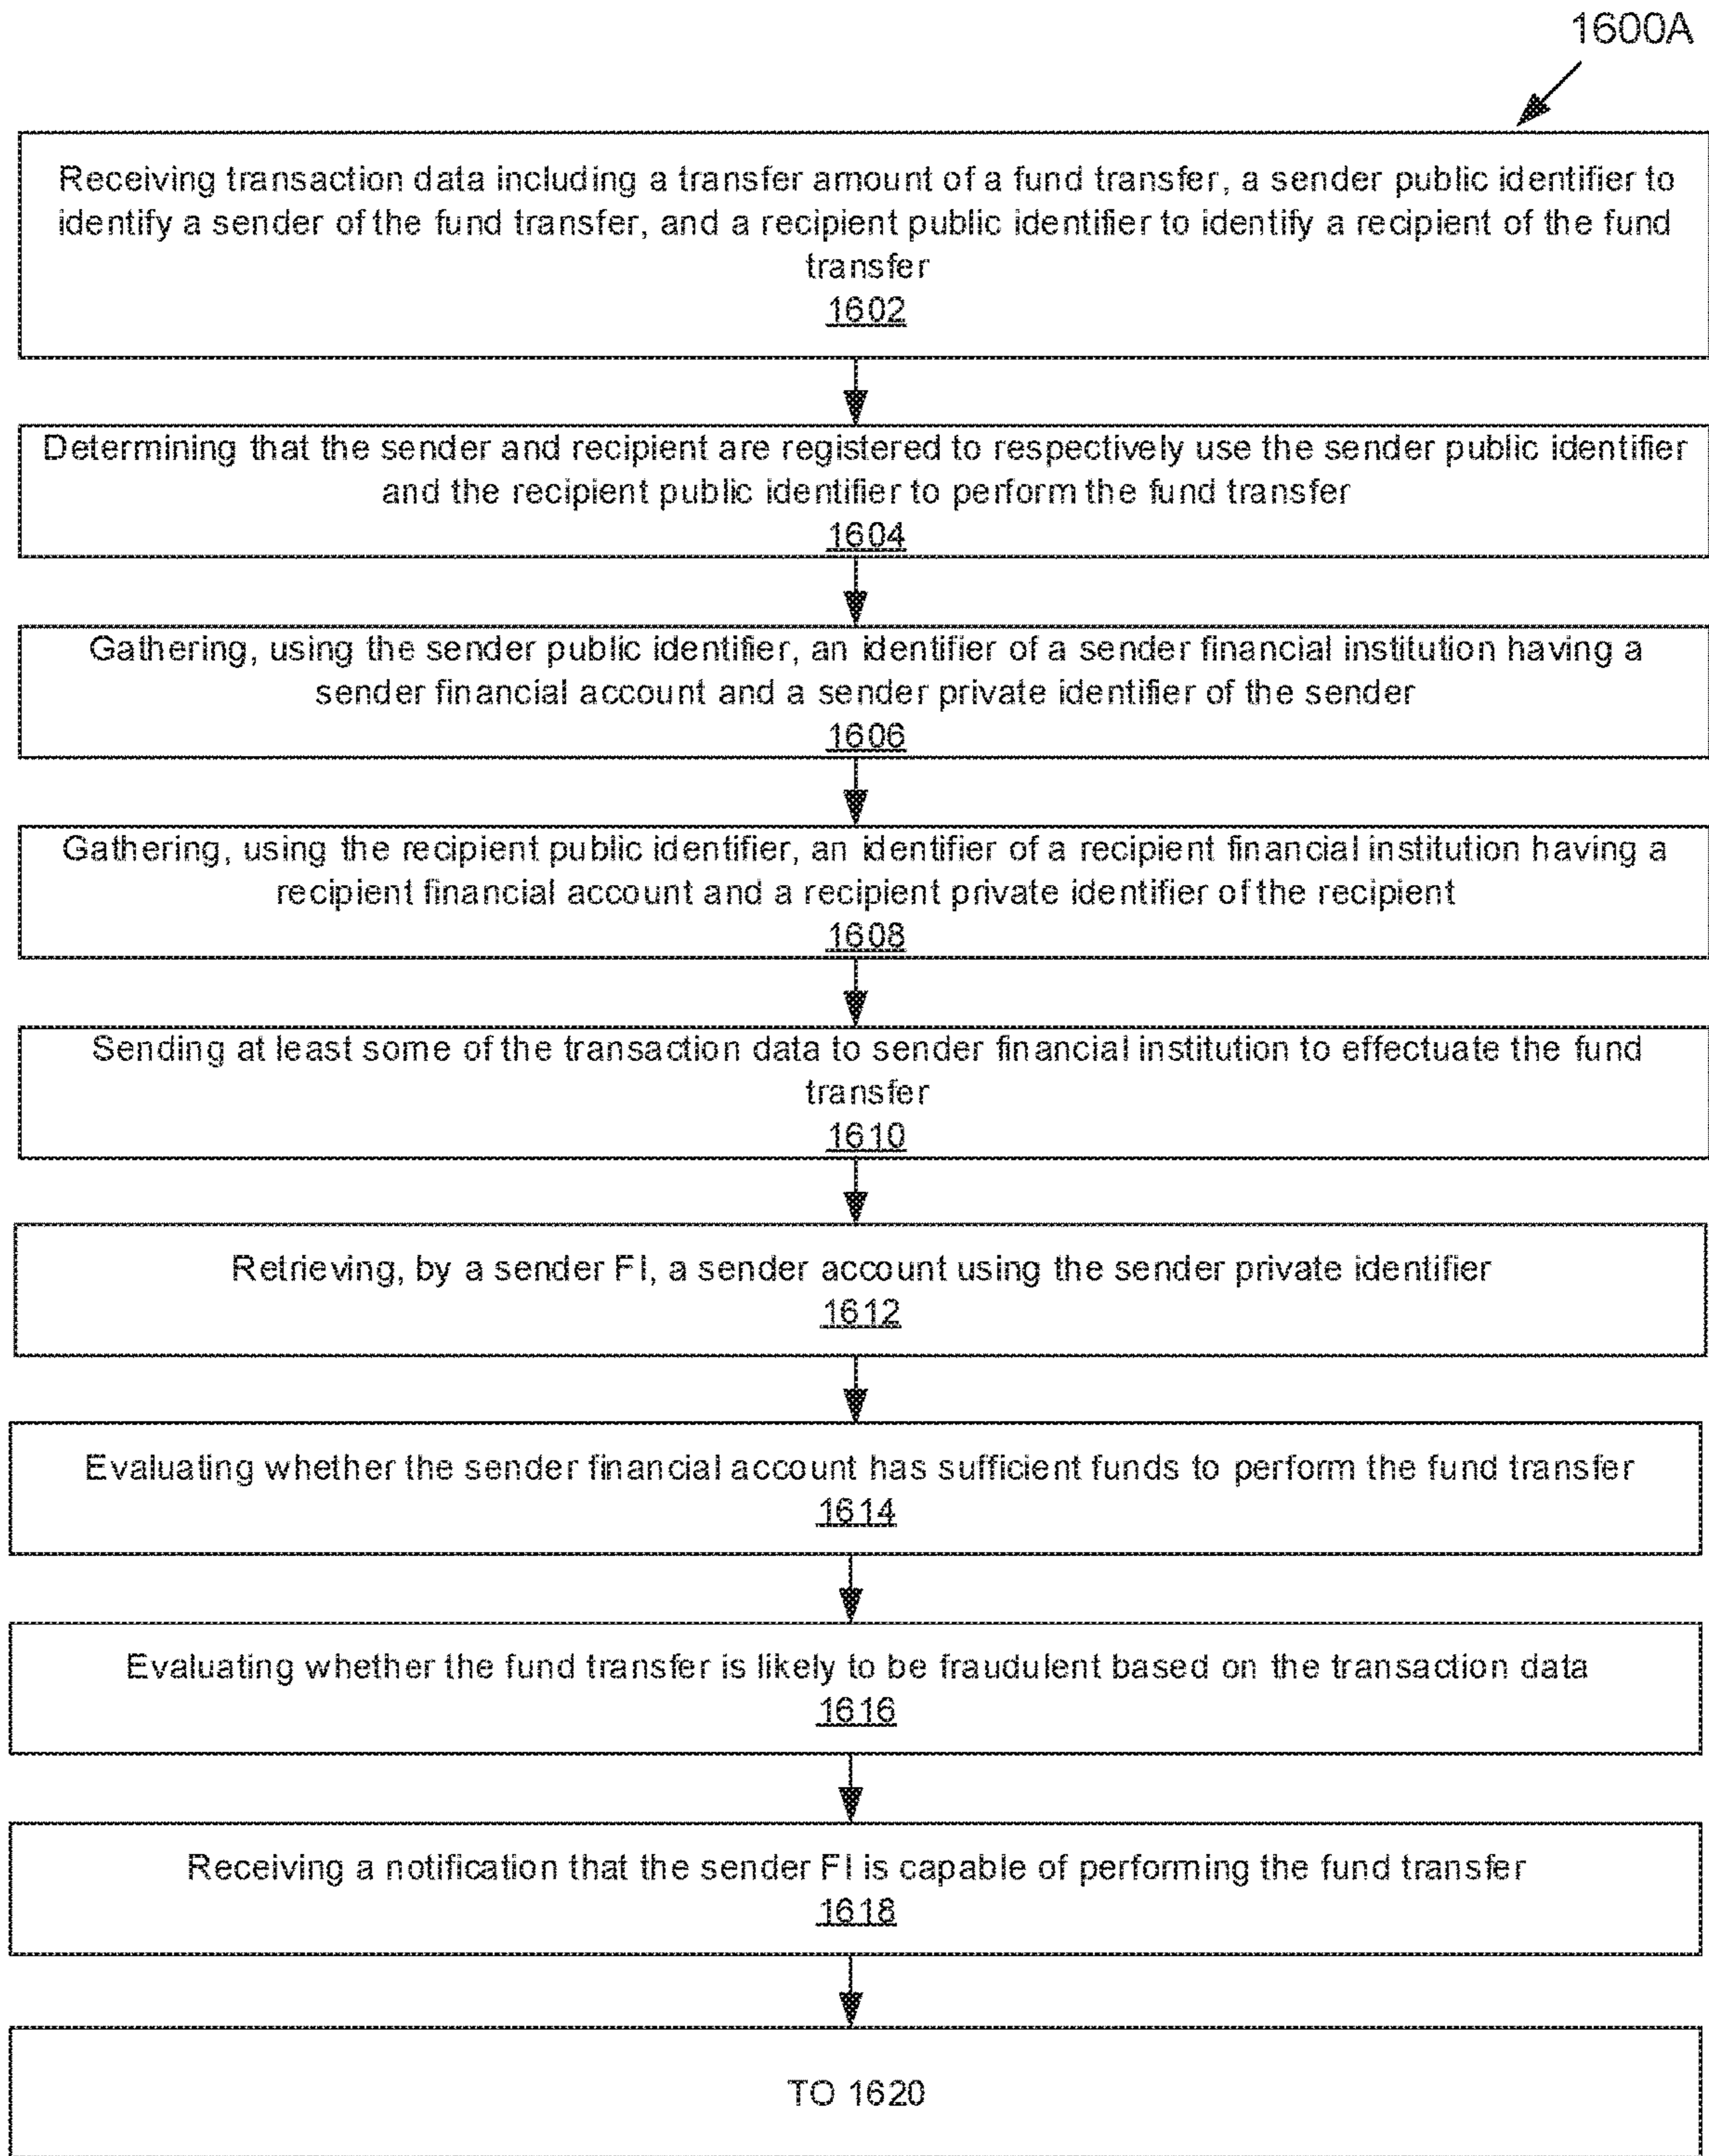 1600A
Receiving transaction data including a transfer amount of a fund transfer, a sender public identifier to
identify a sender of the fund transfer, and a recipient public identifier to identify a recipient of the fund
transfer
1602
Determining that the sender and recipient are registered to respectively use the sender public identifier
and the recipient public identifier to perform the fund transfer
1604
Gathering, using the sender public identifier, an identifier of a sender financial institution having a
sender financial account and a sender private identifier of the sender
1606
Gathering, using the recipient public identifier, an identifier of a recipient financial institution having a
recipient financial account and a recipient private identifier of the recipient
1608
Sending at least some of the transaction data to sender financial institution to effectuate the fund
transfer
1610
Retrieving, by a sender FI, a sender account using the sender private identifier
1612
Evaluating whether the sender financial account has sufficient funds to perform the fund transfer
1614
Evaluating whether the fund transfer is likely to be fraudulent based on the transaction data
1616
Receiving a notification that the sender FI is capable of performing the fund transfer
1618
TO 1620